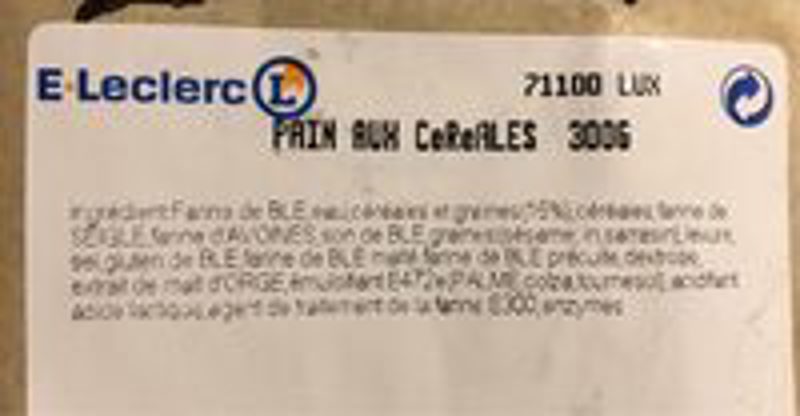 E.Leclerc L
71100 LUX
PAIN AUX CeReALES 300G
Ingrédient:Farine de BLE,eau,céréales et graines(15%),céréales,farine de
SEIGLE,farine d'AVOINES,son de BLE,graines(sésame, lin,sarrasin),levure,
sel,gluten de BLE,farine de BLE malté,farine de BLE précuite,dextrose,
extrait de malt d'ORGE,émulsifiant E472e(PALME,colza,tournesol),acidifiant
acide lactique,agent de traitement de la farine E300,enzymes